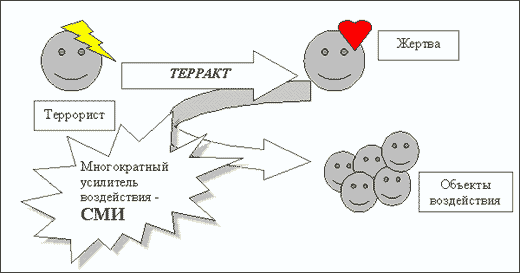 ТЕРРАКТ
Жертва
Террорист
Многократный
усилитель
воздействия -
СМИ
Объекты
воздействия